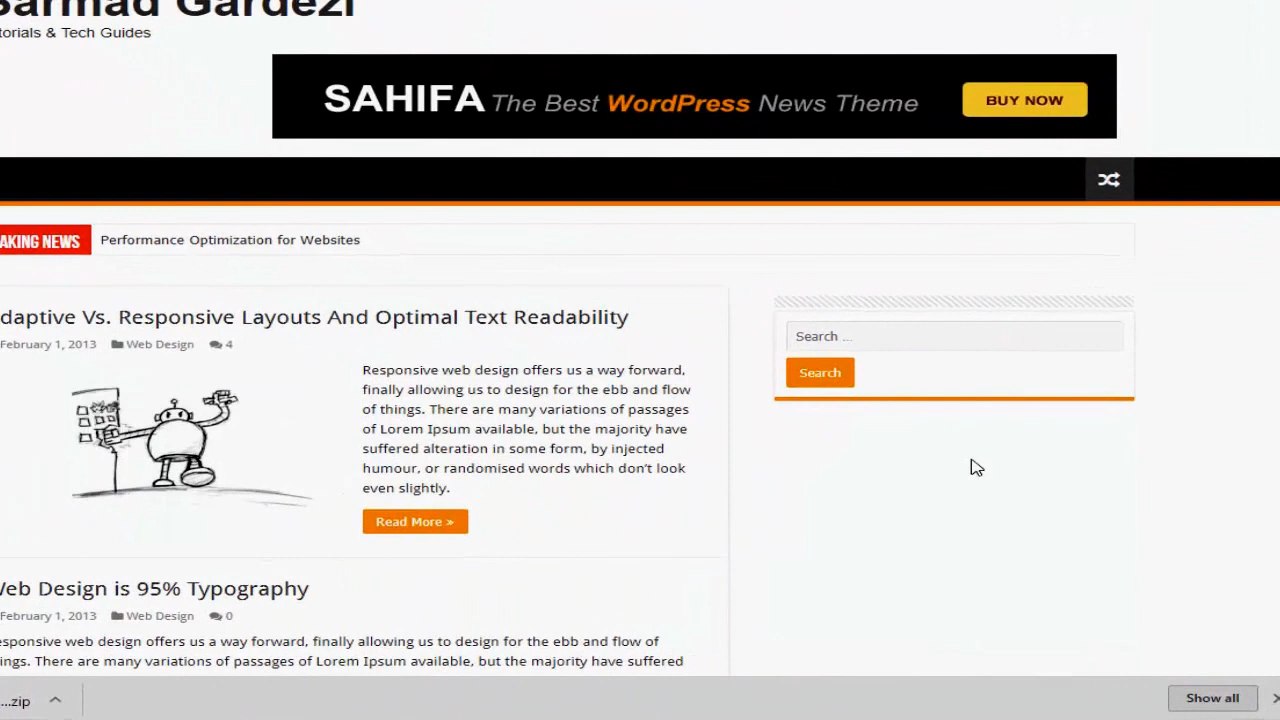 Sarmad Gardezi
torials & Tech Guides
SAHIFA The Best WordPress News Theme
BUY NOW
AKING NEWS
Performance Optimization for Websites
daptive Vs. Responsive Layouts And Optimal Text Readability
February 1, 2013 Web Design 4
Responsive web design offers us a way forward,
finally allowing us to design for the ebb and flow
of things. There are many variations of passages
of Lorem Ipsum available, but the majority have
suffered alteration in some form, by injected
humour, or randomised words which don't look
even slightly.
Read More »
Search ...
Search
Web Design is 95% Typography
February 1, 2013 Web Design 0
esponsive web design offers us a way forward, finally allowing us to design for the ebb and flow of
ings. There are many variations of passages of Lorem Ipsum available, but the majority have suffered
...zip
Show all